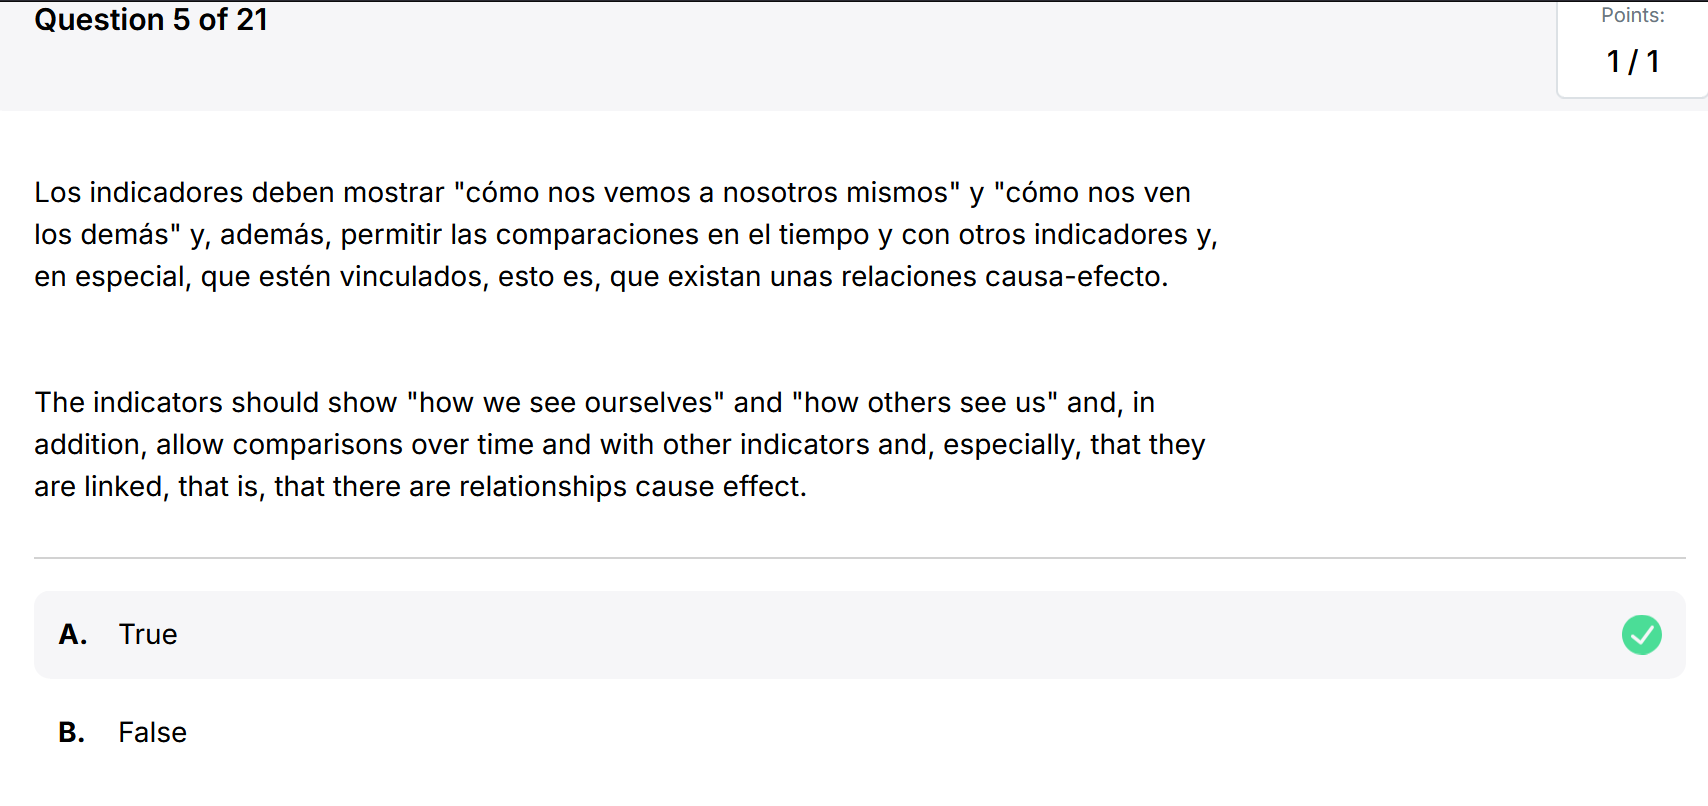 Question 5 of 21
Points:
1 / 1
Los indicadores deben mostrar "cómo nos vemos a nosotros mismos" y "cómo nos ven
los demás" y, además, permitir las comparaciones en el tiempo y con otros indicadores y,
en especial, que estén vinculados, esto es, que existan unas relaciones causa-efecto.
The indicators should show "how we see ourselves" and "how others see us" and, in
addition, allow comparisons over time and with other indicators and, especially, that they
are linked, that is, that there are relationships cause effect.
A. True
B. False